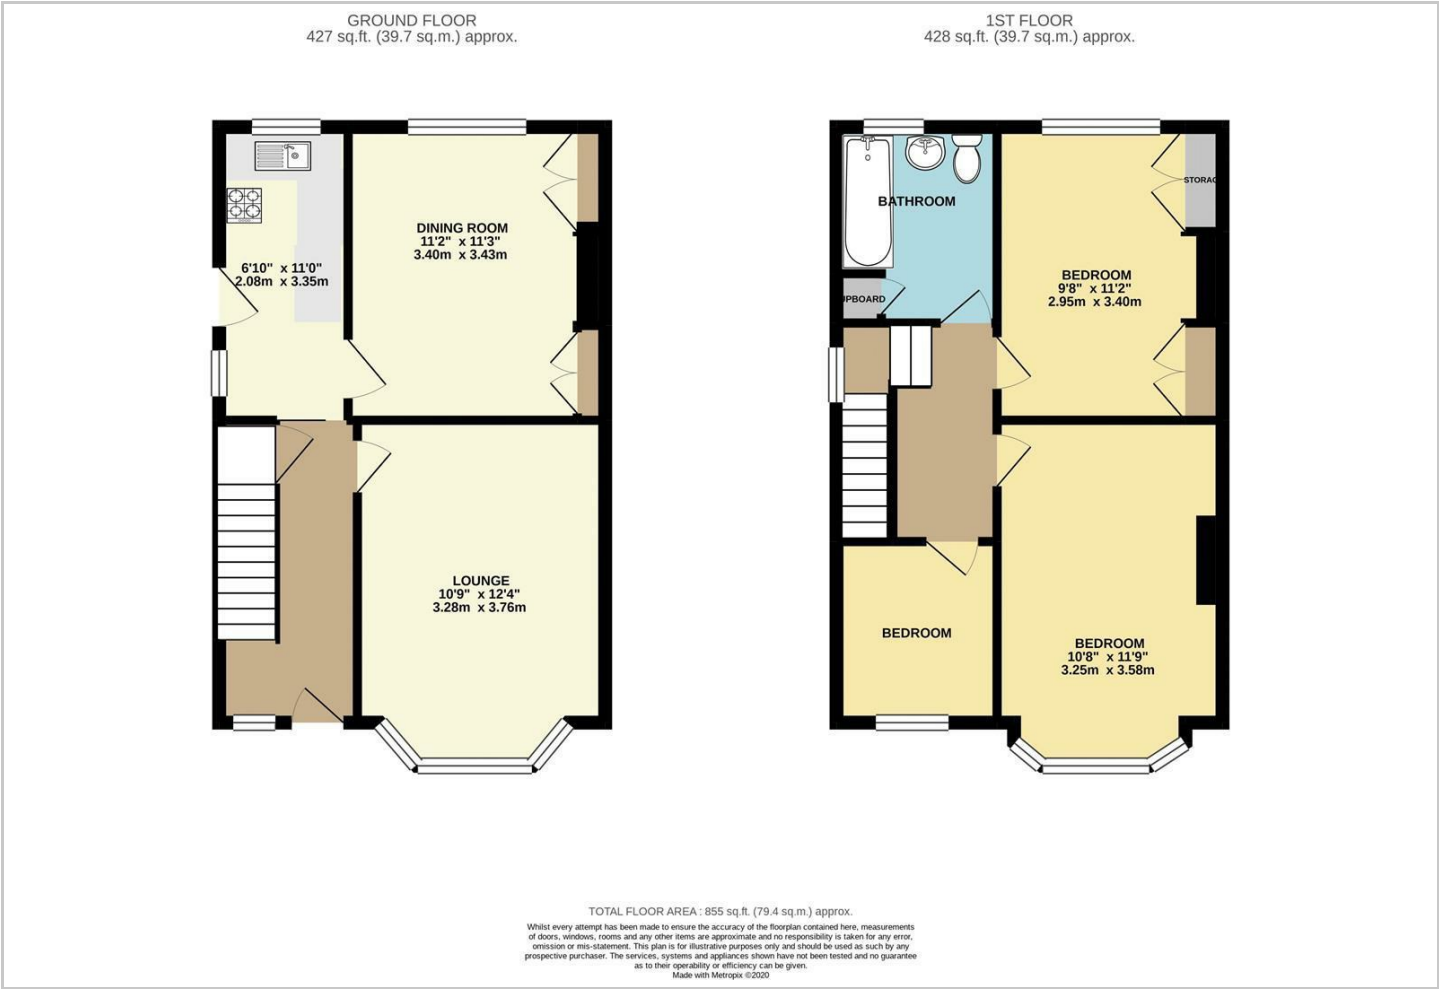 GROUND FLOOR
427 sq.ft. (39.7 sq.m.) approx.
1ST FLOOR
428 sq.ft. (39.7 sq.m.) approx.
DINING ROOM
11'2" x 11'3"
3.40m x 3.43m
6'10" x 11'0"
2.08m x 3.35m
LOUNGE
10'9" x 12'4"
3.28m x 3.76m
BATHROOM
STORAG
UPBOARD
BEDROOM
9'8" x 11'2"
2.95m x 3.40m
BEDROOM
BEDROOM
10'8" x 11'9"
3.25m x 3.58m
TOTAL FLOOR AREA : 855 sq.ft. (79.4 sq.m.) approx.
Whilst every attempt has been made to ensure the accuracy of the floorplan contained here, measurements
of doors, windows, rooms and any other items are approximate and no responsibility is taken for any error,
omission or mis-statement. This plan is for illustrative purposes only and should be used as such by any
prospective purchaser. The services, systems and appliances shown have not been tested and no guarantee
as to their operability or efficiency can be given.
Made with Metropix ©2020